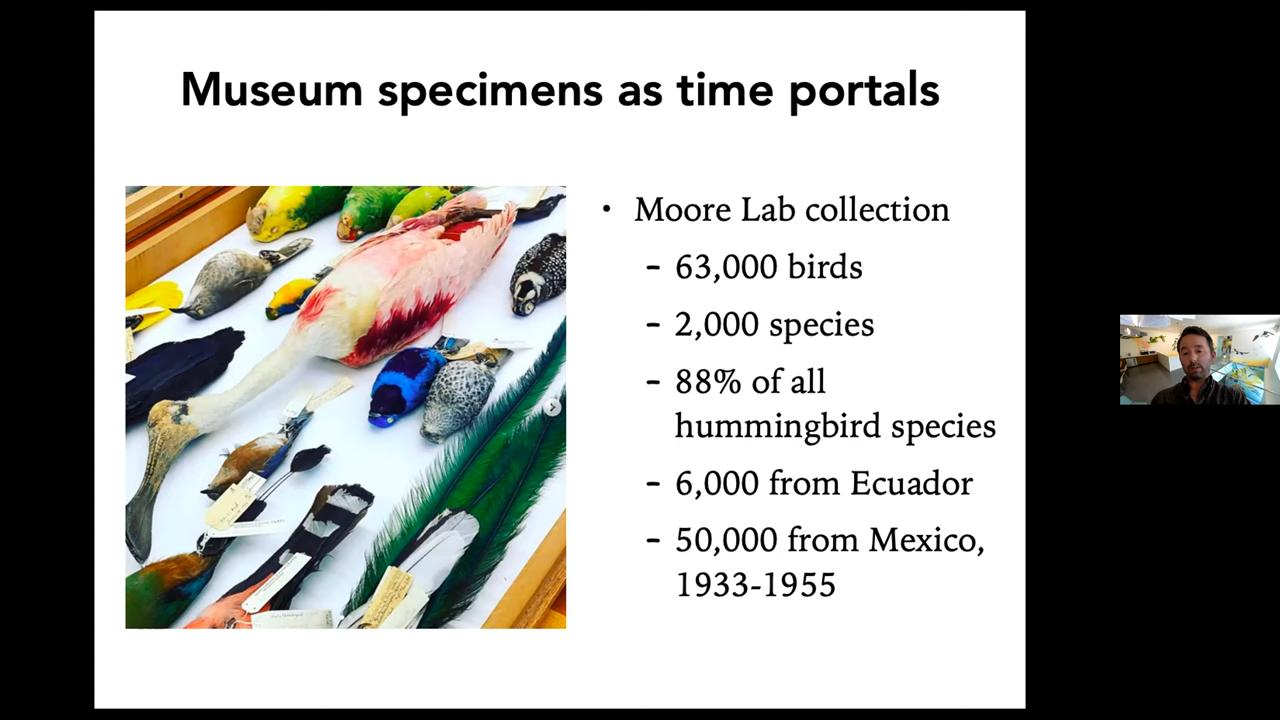 Museum specimens as time portals
• Moore Lab collection
– 63,000 birds
– 2,000 species
– 88% of all
hummingbird species
– 6,000 from Ecuador
– 50,000 from Mexico,
1933-1955